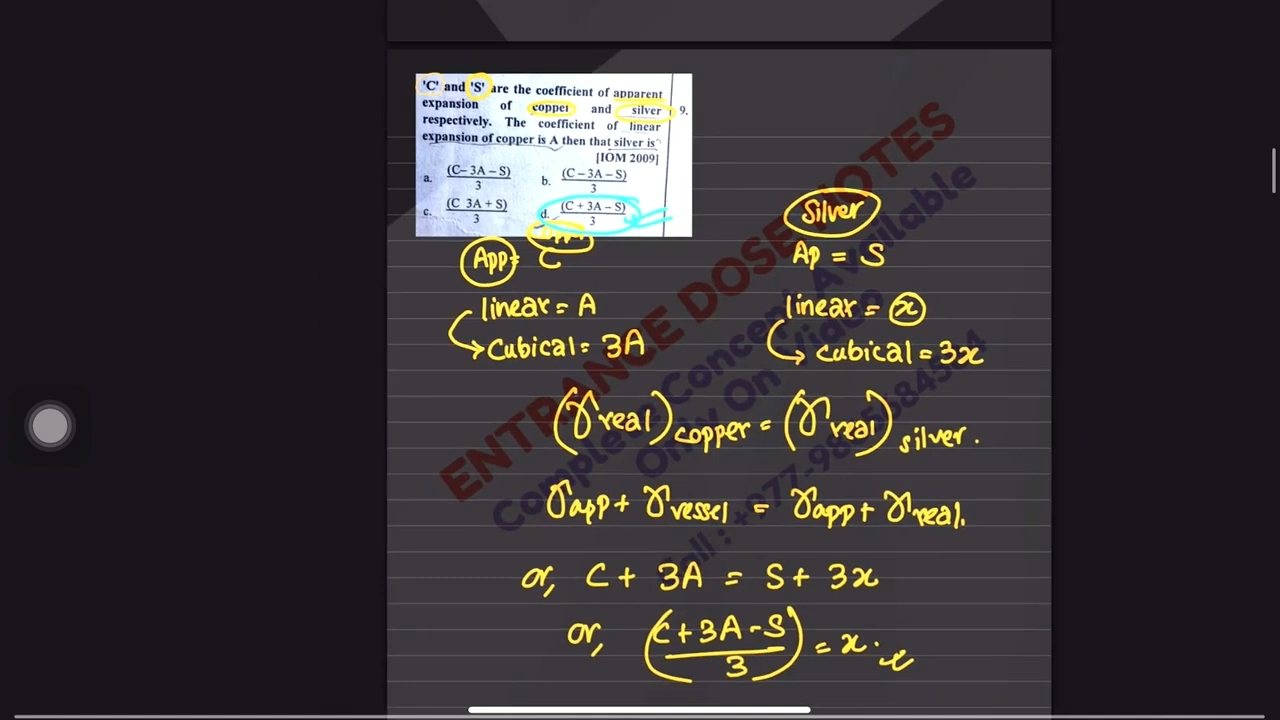 'C' and 'S' are the coefficient of apparent
expansion of copper and silver 9.
respectively. The coefficient of linear
expansion of copper is A then that silver is
[IOM 2009]
a. (C– 3A – S)/3 b. (C – 3A – S)/3
c. (C 3A + S)/3 d. (C + 3A – S)/3
Silver
App = C Ap = S
linear = A linear = x
Cubical = 3A cubical = 3x
(γreal)copper = (γreal)silver.
γapp + γvessel = γapp + γreal.
or, C + 3A = S + 3x
or, (C + 3A - S)/3 = x.
ENTRANCE DOSE NOTES
Complete Concept Available
Only On Video